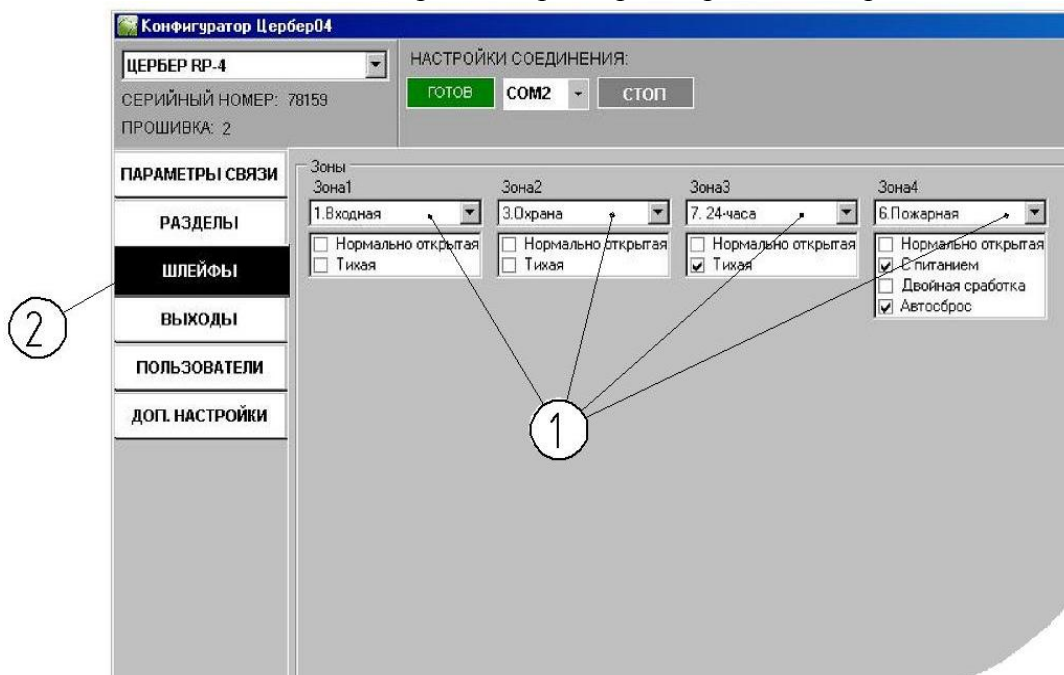 Конфигуратор Цербер04
ЦЕРБЕР RP-4
СЕРИЙНЫЙ НОМЕР: 78159
ПРОШИВКА: 2
НАСТРОЙКИ СОЕДИНЕНИЯ:
ГОТОВ COM2 СТОП
ПАРАМЕТРЫ СВЯЗИ
РАЗДЕЛЫ
ШЛЕЙФЫ
ВЫХОДЫ
ПОЛЬЗОВАТЕЛИ
ДОП. НАСТРОЙКИ
Зоны
Зона1
1.Входная
Нормально открытая
Тихая
Зона2
3.Охрана
Нормально открытая
Тихая
Зона3
7. 24-часа
Нормально открытая
Тихая
Зона4
6.Пожарная
Нормально открытая
С питанием
Двойная сработка
Автосброс
2
1